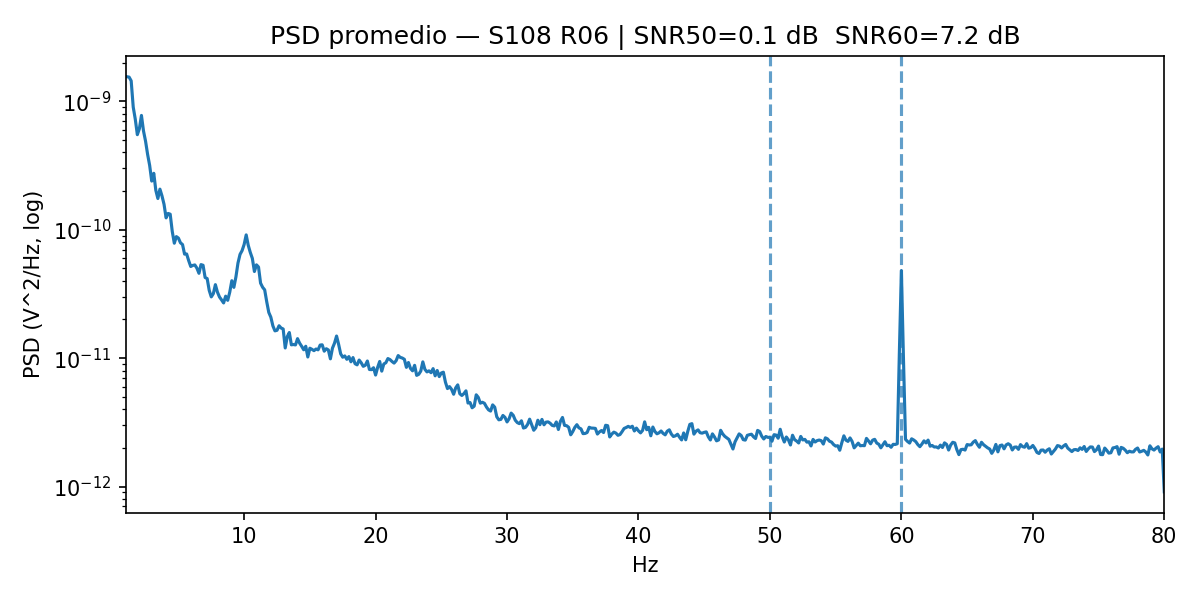 PSD promedio — S108 R06 | SNR50=0.1 dB  SNR60=7.2 dB
PSD (V^2/Hz, log)
10⁻⁹
10⁻¹⁰
10⁻¹¹
10⁻¹²
10 20 30 40 50 60 70 80
Hz